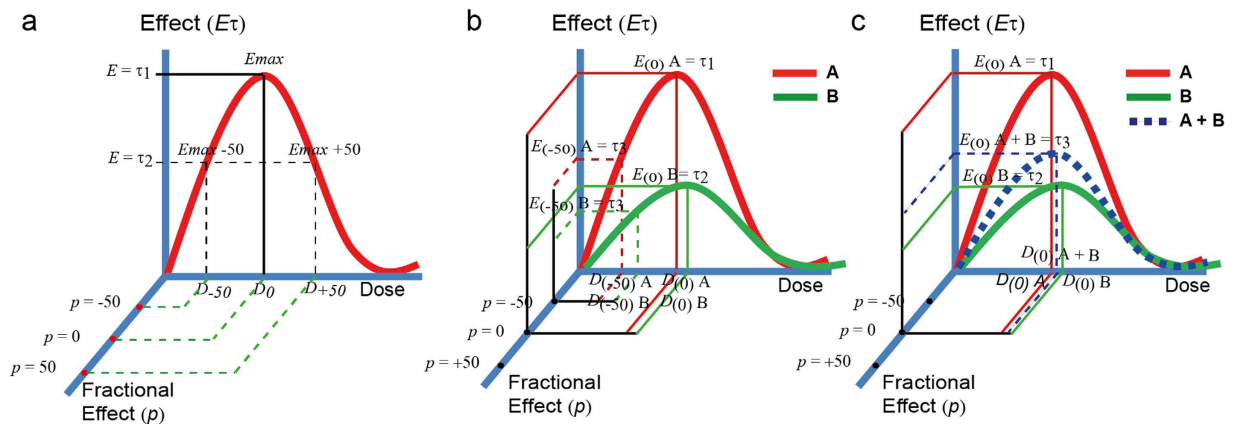 a
Effect (Eτ)
E = τ1
Emax
E = τ2
Emax -50
Emax +50
D-50
D0
D+50
Dose
p = -50
p = 0
p = 50
Fractional
Effect (p)
b
Effect (Eτ)
E(0) A = τ1
A
B
E(-50) A = τ3
E(0) B = τ2
E(-50) B = τ3
D(-50) A
D(0) A
Dose
D(-50) B
D(0) B
p = -50
p = 0
p = +50
Fractional
Effect (p)
c
Effect (Eτ)
E(0) A = τ1
A
B
A + B
E(0) A + B = τ3
E(0) B = τ2
D(0) A + B
D(0) A
D(0) B
Dose
p = -50
p = 0
p = +50
Fractional
Effect (p)